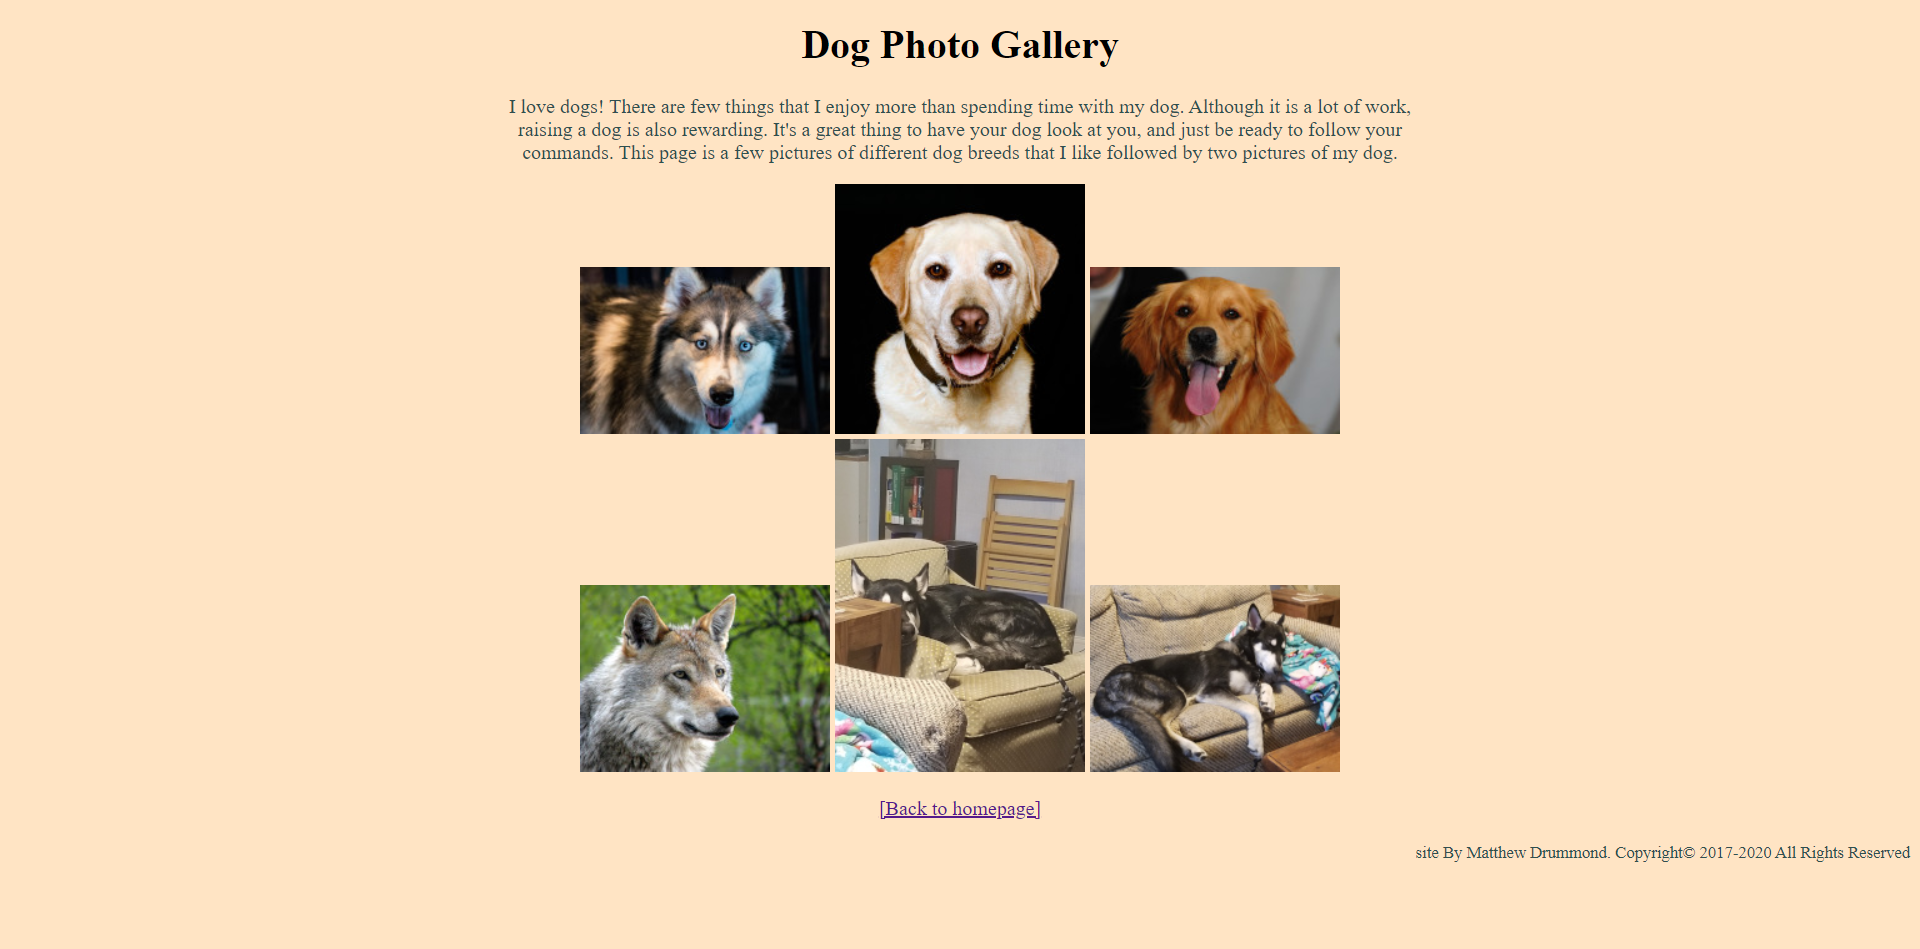 Dog Photo Gallery
I love dogs! There are few things that I enjoy more than spending time with my dog. Although it is a lot of work,
raising a dog is also rewarding. It's a great thing to have your dog look at you, and just be ready to follow your
commands. This page is a few pictures of different dog breeds that I like followed by two pictures of my dog.
[Back to homepage]
site By Matthew Drummond. Copyright© 2017-2020 All Rights Reserved